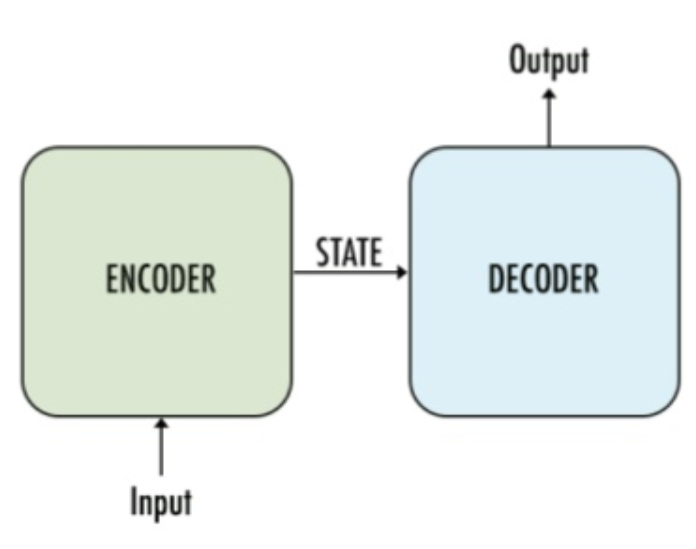 Output
ENCODER
STATE
DECODER
Input